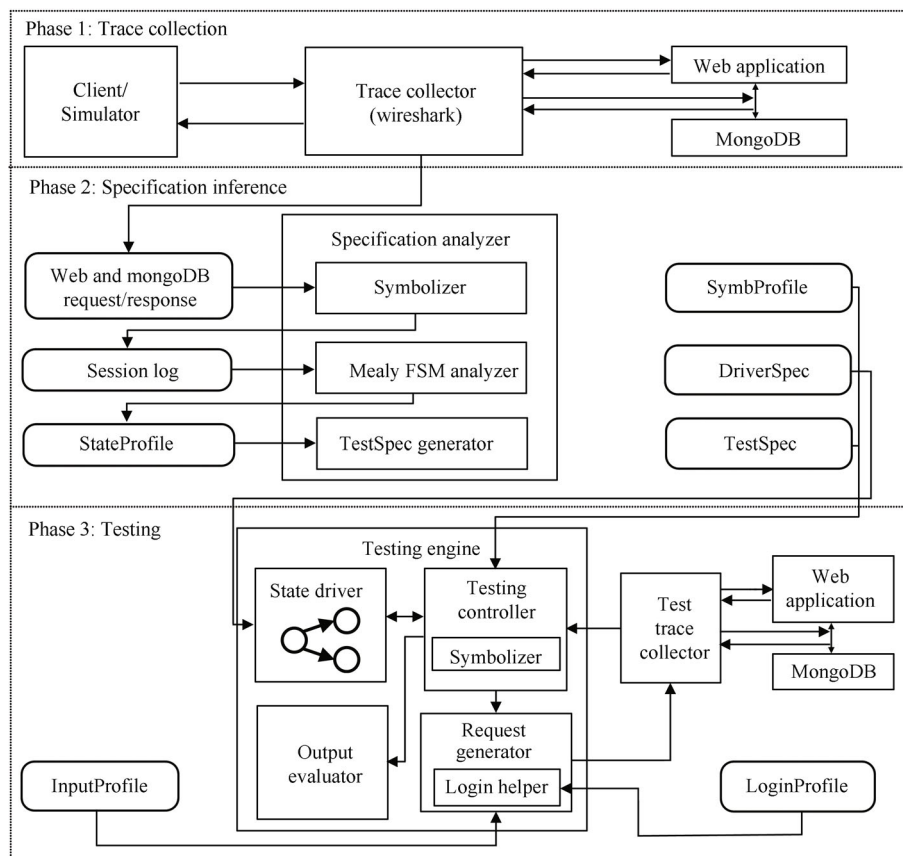 Phase 1: Trace collection
Client/
Simulator
Trace collector
(wireshark)
Web application
MongoDB
Phase 2: Specification inference
Specification analyzer
Web and mongoDB
request/response
Symbolizer
SymbProfile
Session log
Mealy FSM analyzer
DriverSpec
StateProfile
TestSpec generator
TestSpec
Phase 3: Testing
Testing engine
State driver
Testing
controller
Symbolizer
Test
trace
collector
Web
application
MongoDB
Output
evaluator
Request
generator
Login helper
InputProfile
LoginProfile